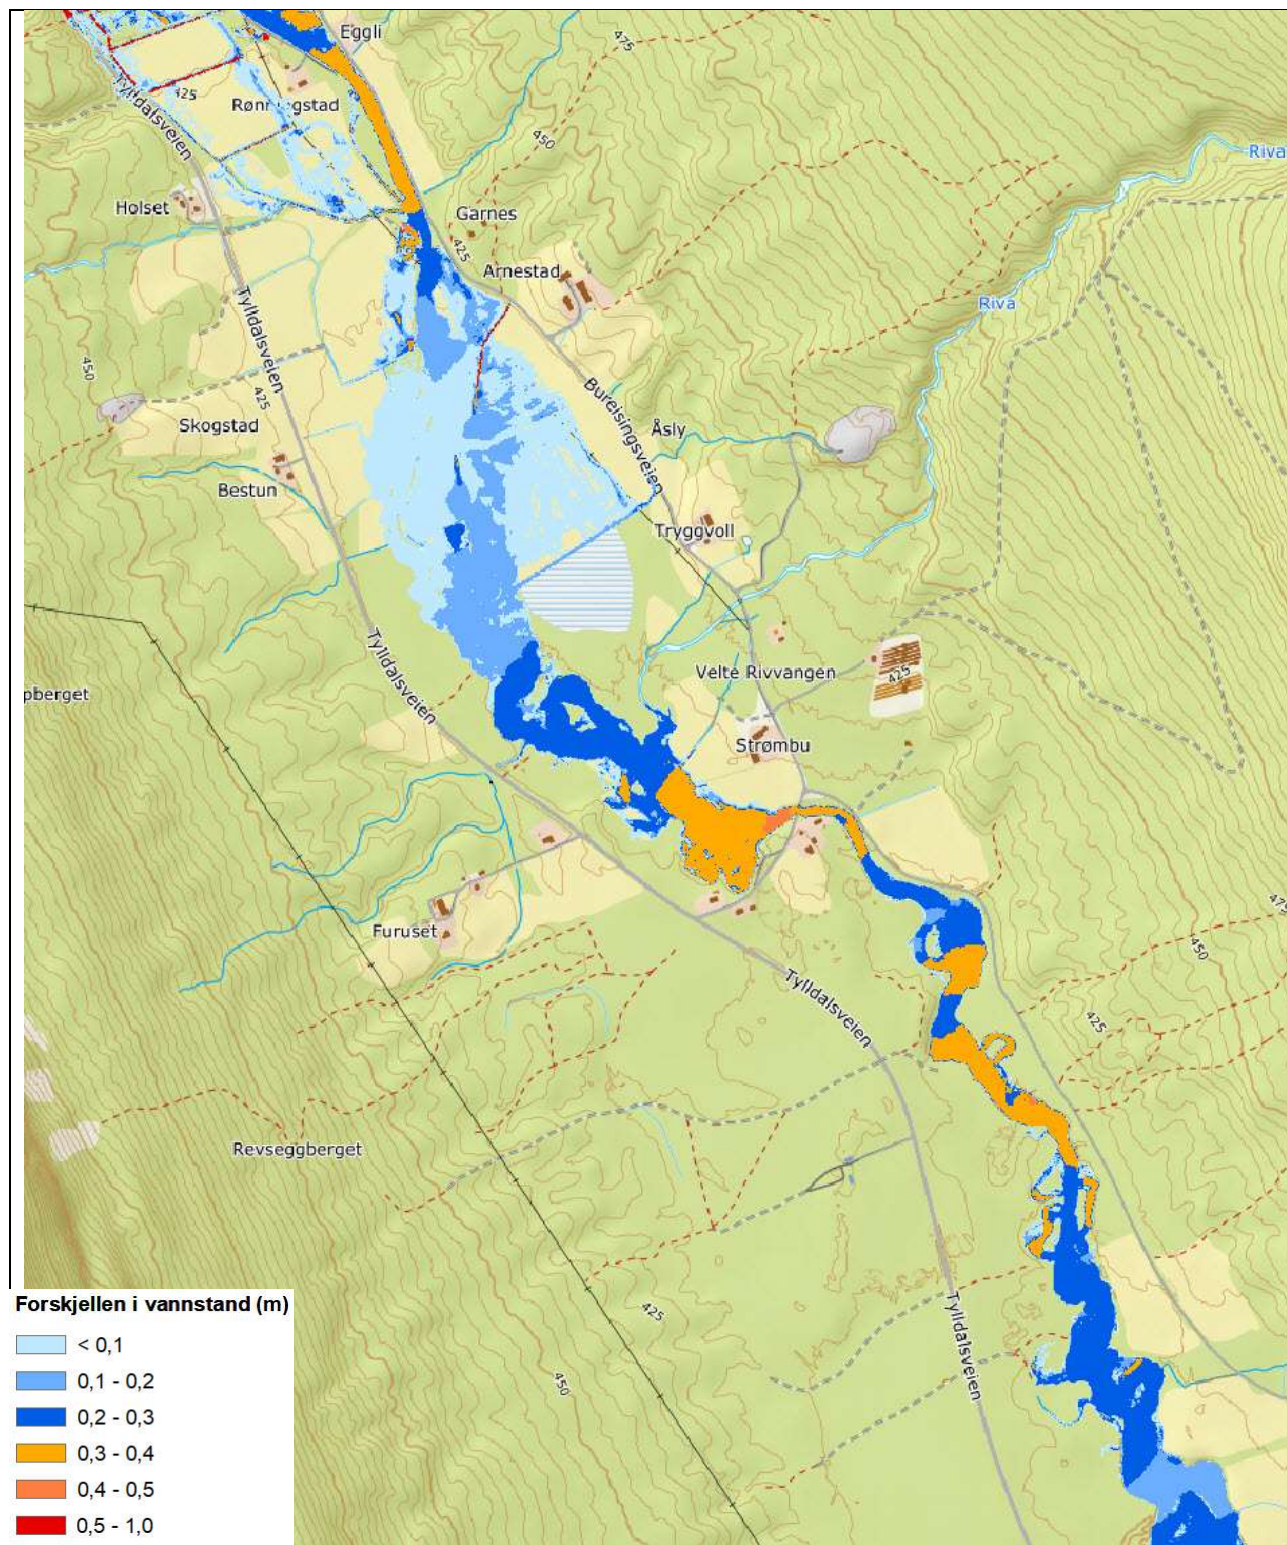 Eggli
475
Tylldalsveien
425
Rønningstad
450
Riva
Holset
Garnes
425
Arnestad
Tylldalsveien
Riva
450
425
Bureisingsveien
Skogstad
Åsly
Bestun
Tryggvoll
Tylldalsveien
Velte Rivvangen
425
pberget
Strømbu
475
Furuset
450
Tylldalsveien
425
Revseggberget
Forskjellen i vannstand (m)
425
Tylldalsveien
< 0,1
0,1 - 0,2
450
0,2 - 0,3
0,3 - 0,4
0,4 - 0,5
0,5 - 1,0